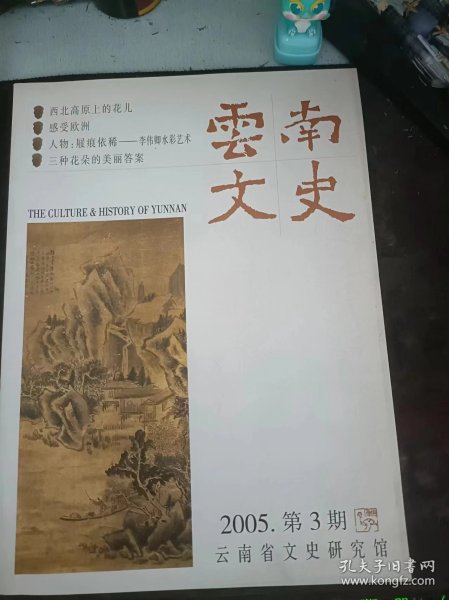 西北高原上的花儿
感受欧洲
人物:屐痕依稀——李伟卿水彩艺术
三种花朵的美丽答案
雲南
文史
THE CULTURE & HISTORY OF YUNNAN
2005.第3期
云南省文史研究馆
孔夫子旧书网
www.kongfz.com